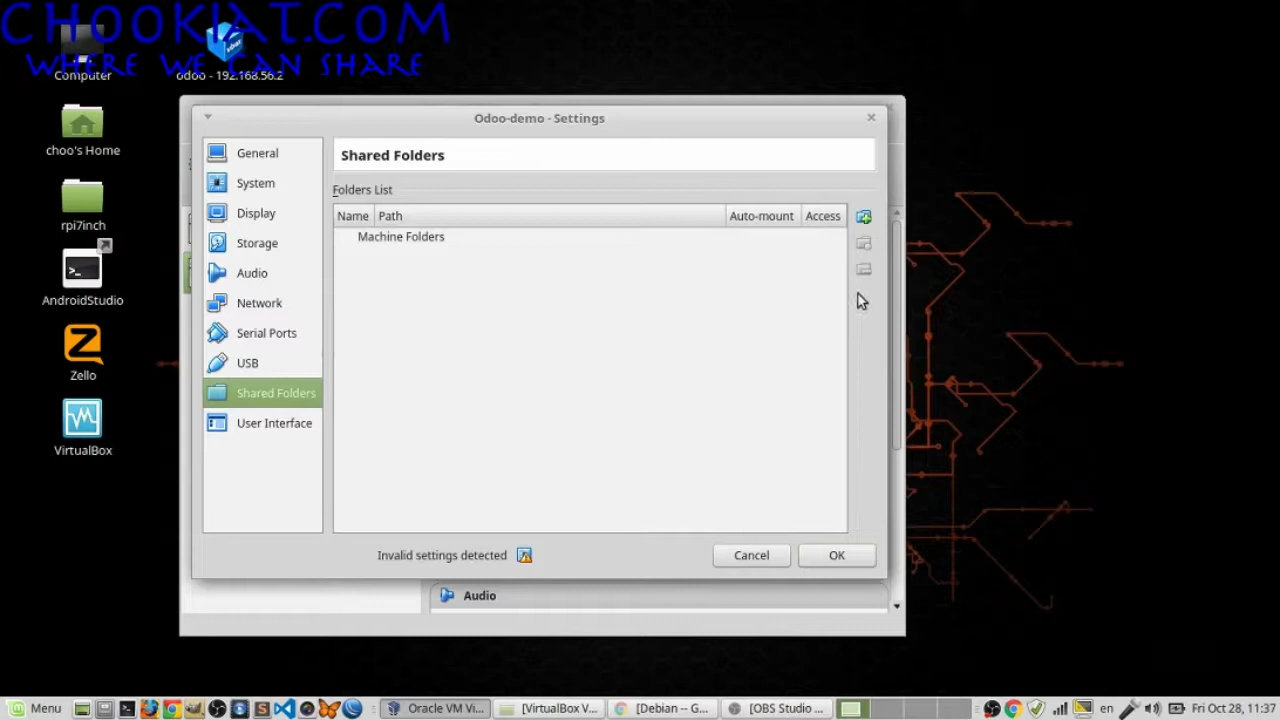 CHOOKIAT.COM
WHERE WE CAN SHARE
Computer
odoo - 192.168.56.2
choo's Home
rpi7inch
AndroidStudio
Zello
VirtualBox
Odoo-demo - Settings
General
System
Display
Storage
Audio
Network
Serial Ports
USB
Shared Folders
User Interface
Shared Folders
Folders List
Name Path Auto-mount Access
Machine Folders
Invalid settings detected
Cancel
OK
Audio
Menu
Oracle VM Vi...
[VirtualBox V...
[Debian -- G...
[OBS Studio ...
en
Fri Oct 28, 11:37